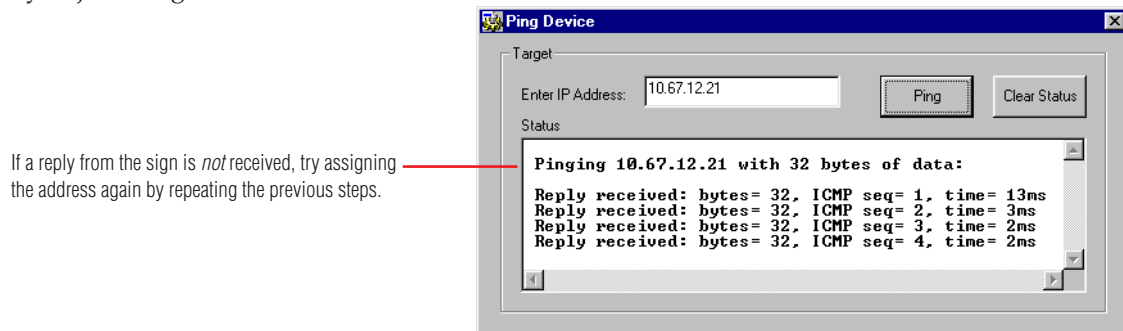 Ping Device
Target
Enter IP Address: 10.67.12.21 Ping Clear Status
Status
If a reply from the sign is not received, try assigning
the address again by repeating the previous steps.
Pinging 10.67.12.21 with 32 bytes of data:
Reply received: bytes= 32, ICMP seq= 1, time= 13ms
Reply received: bytes= 32, ICMP seq= 2, time= 3ms
Reply received: bytes= 32, ICMP seq= 3, time= 2ms
Reply received: bytes= 32, ICMP seq= 4, time= 2ms